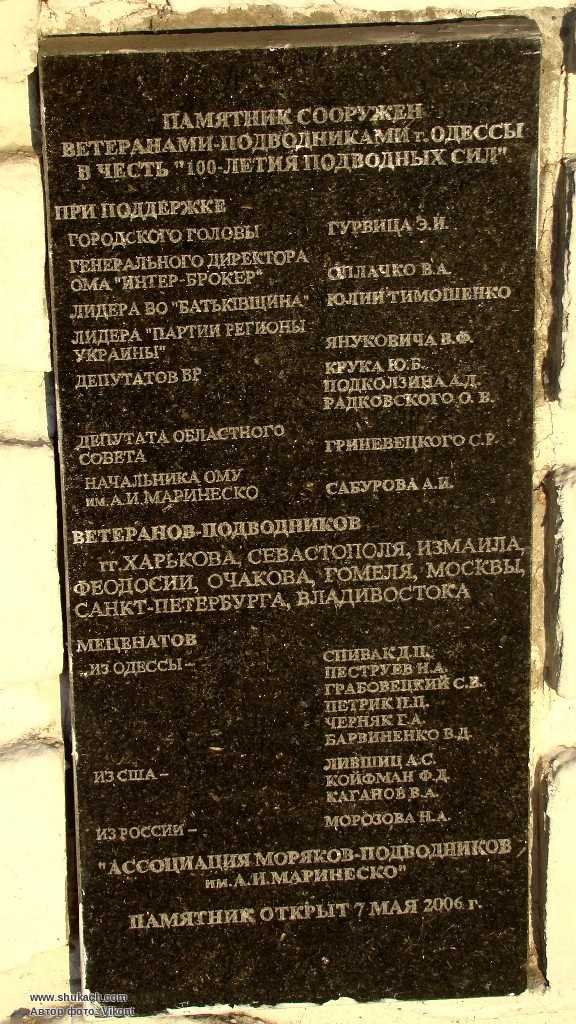 ПАМЯТНИК СООРУЖЕН
ВЕТЕРАНАМИ-ПОДВОДНИКАМИ г. ОДЕССЫ
В ЧЕСТЬ "100-ЛЕТИЯ ПОДВОДНЫХ СИЛ"
ПРИ ПОДДЕРЖКЕ
ГОРОДСКОГО ГОЛОВЫ ГУРВИЦА Э.И.
ГЕНЕРАЛЬНОГО ДИРЕКТОРА
ОМА "ИНТЕР-БРОКЕР" ОПЛАЧКО В.А.
ЛИДЕРА ВО "БАТЬКІВЩИНА" ЮЛИИ ТИМОШЕНКО
ЛИДЕРА "ПАРТИИ РЕГИОНЫ
УКРАИНЫ" ЯНУКОВИЧА В.Ф.
ДЕПУТАТОВ ВР КРУКА Ю.Б.
ПОДКОЛЗИНА А.Д.
РАДКОВСКОГО О. В.
ДЕПУТАТА ОБЛАСТНОГО
СОВЕТА ГРИНЕВЕЦКОГО С.Р.
НАЧАЛЬНИКА ОМУ
им. А.И. МАРИНЕСКО САБУРОВА А.И.
ВЕТЕРАНОВ-ПОДВОДНИКОВ
гг. ХАРЬКОВА, СЕВАСТОПОЛЯ, ИЗМАИЛА,
ФЕОДОСИИ, ОЧАКОВА, ГОМЕЛЯ, МОСКВЫ,
САНКТ-ПЕТЕРБУРГА, ВЛАДИВОСТОКА
МЕЦЕНАТОВ
ИЗ ОДЕССЫ – СПИВАК Д.П.
ПЕСТРУЕВ Н.А.
ГРАБОВЕЦКИЙ С.В.
ПЕТРИК П.П.
ЧЕРНЯК Г.А.
БАРВИНЕНКО В.Д.
ИЗ США – ЛИВШИЦ А.С.
КОЙФМАН Ф.Д.
КАГАНОВ В.А.
ИЗ РОССИИ – МОРОЗОВА Н.А.
"АССОЦИАЦИЯ МОРЯКОВ-ПОДВОДНИКОВ
им. А.И. МАРИНЕСКО"
ПАМЯТНИК ОТКРЫТ 7 МАЯ 2006 г.
www.shukach.com
Автор фото: Vikont